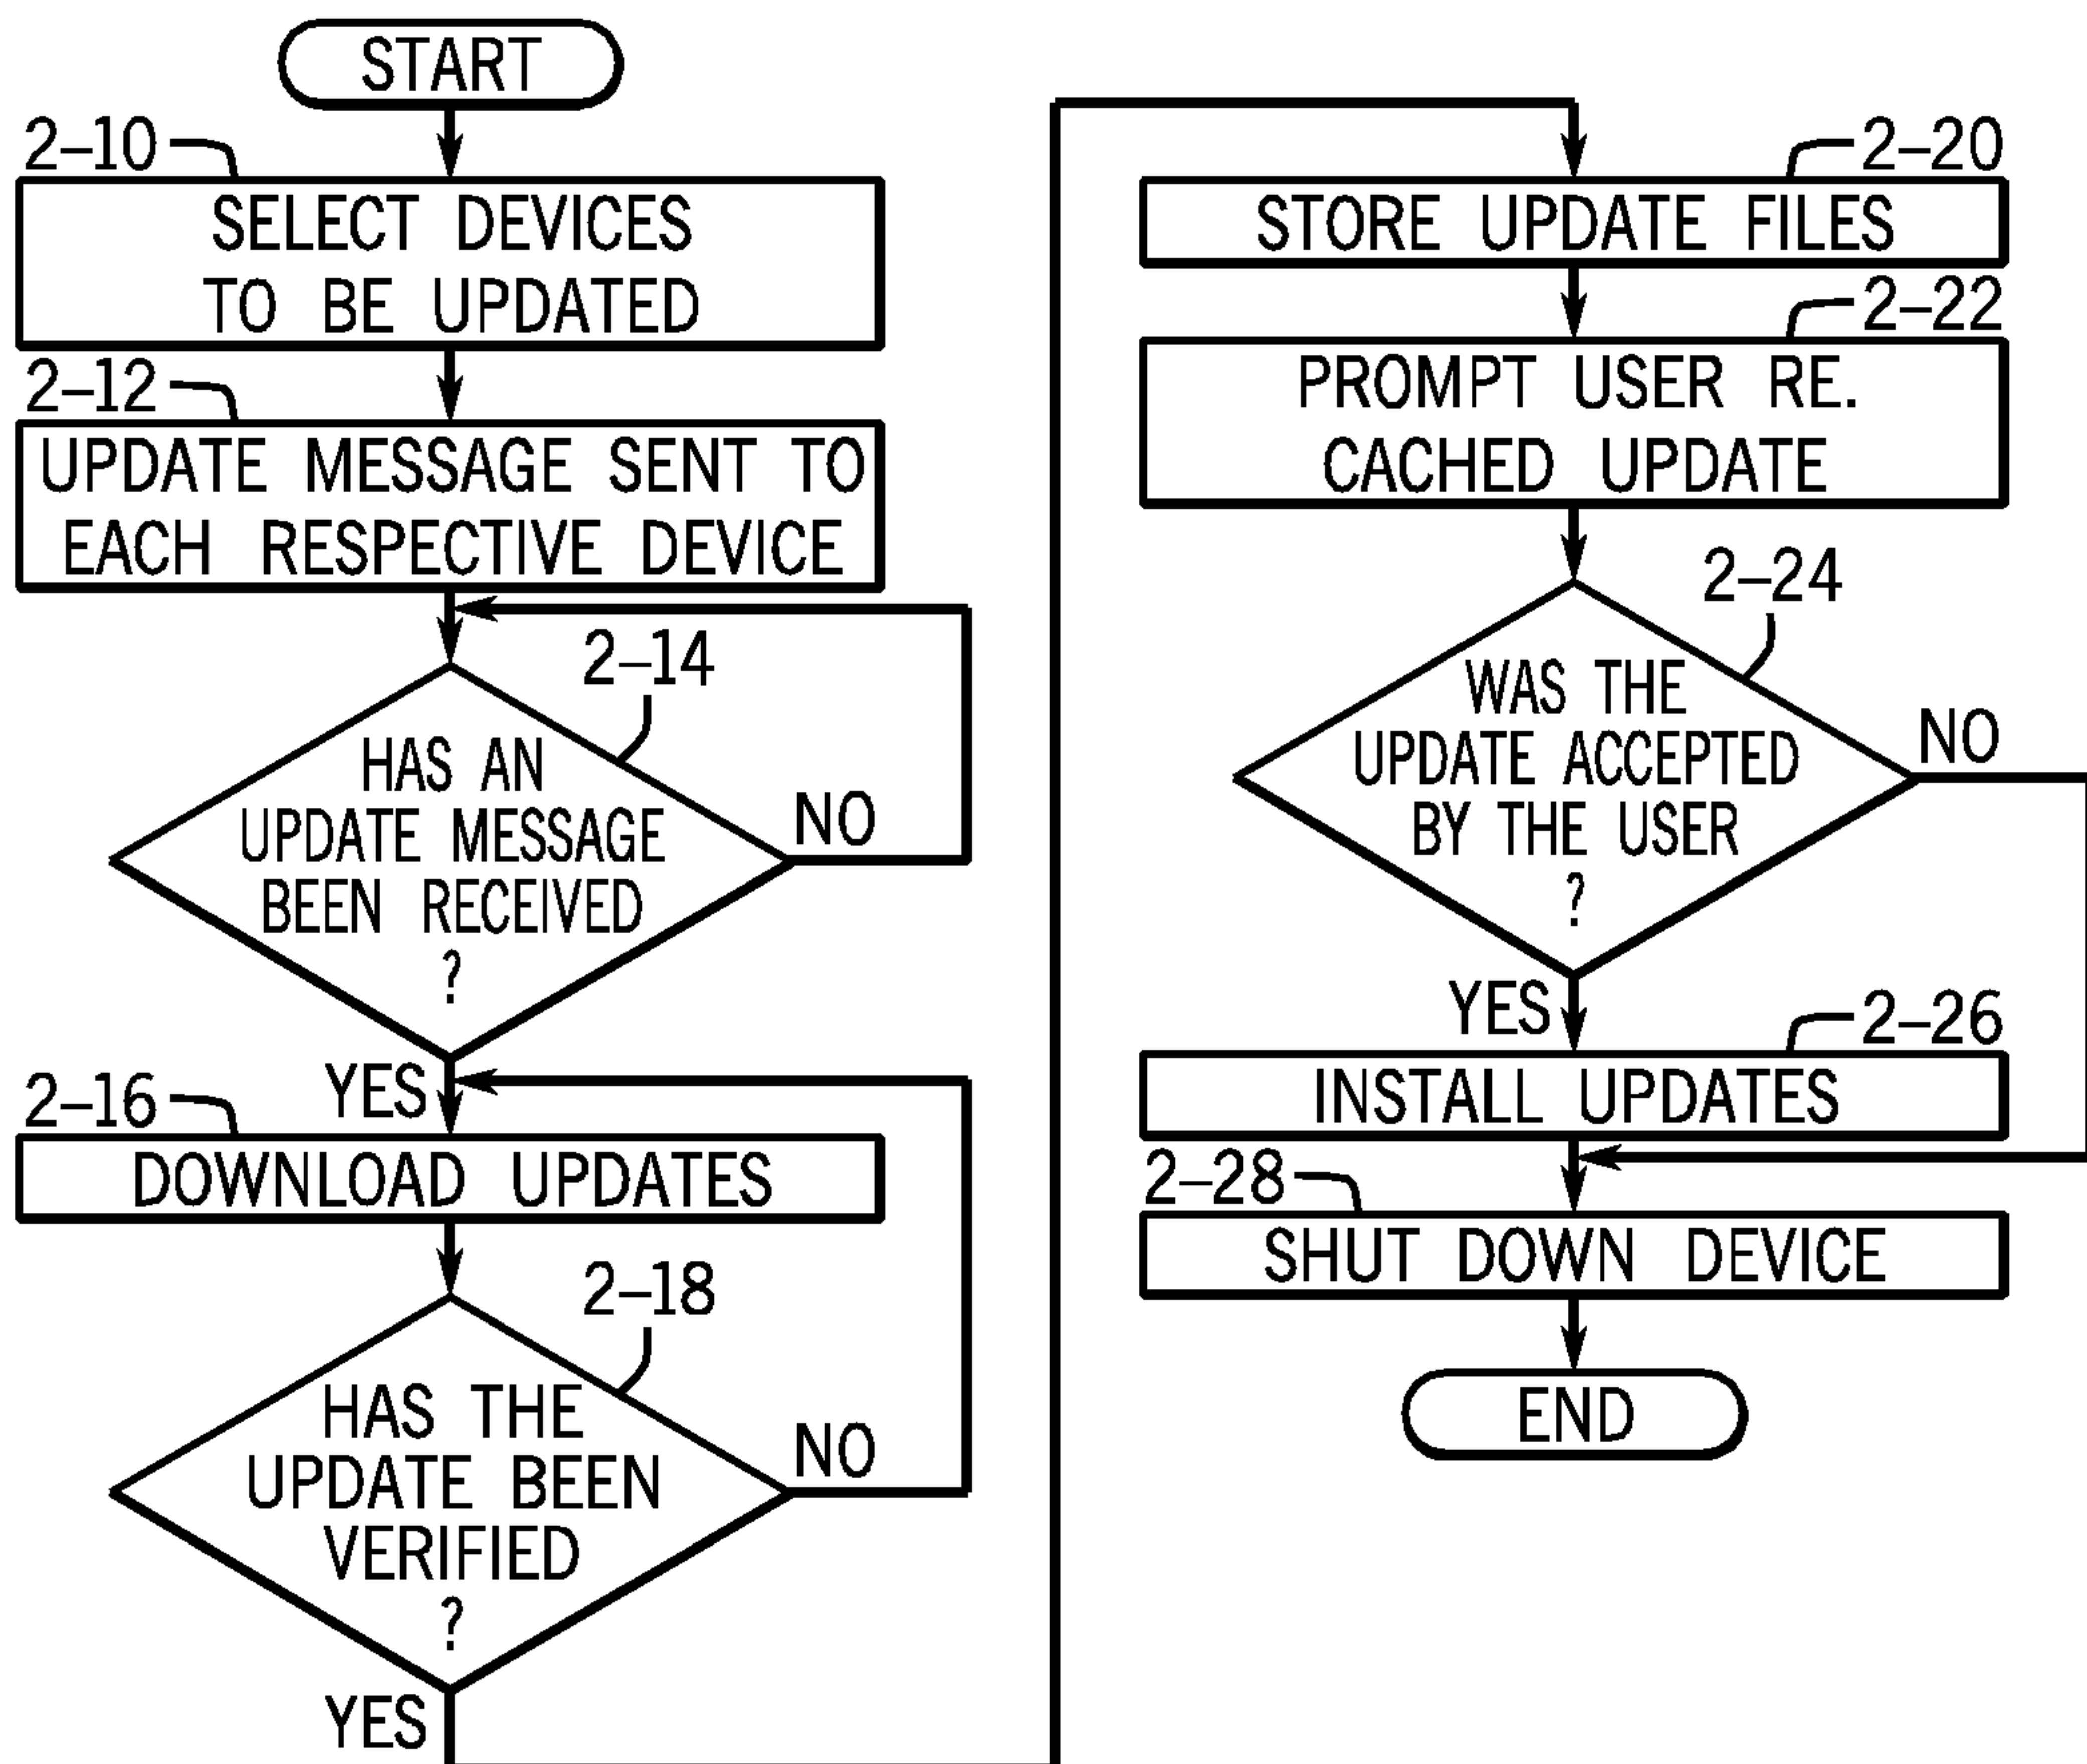 START
2–10
SELECT DEVICES
TO BE UPDATED
2–12
UPDATE MESSAGE SENT TO
EACH RESPECTIVE DEVICE
2–14
HAS AN
UPDATE MESSAGE
BEEN RECEIVED
?
NO
YES
2–16
DOWNLOAD UPDATES
2–18
HAS THE
UPDATE BEEN
VERIFIED
?
NO
YES
2–20
STORE UPDATE FILES
2–22
PROMPT USER RE.
CACHED UPDATE
2–24
WAS THE
UPDATE ACCEPTED
BY THE USER
?
NO
YES
2–26
INSTALL UPDATES
2–28
SHUT DOWN DEVICE
END